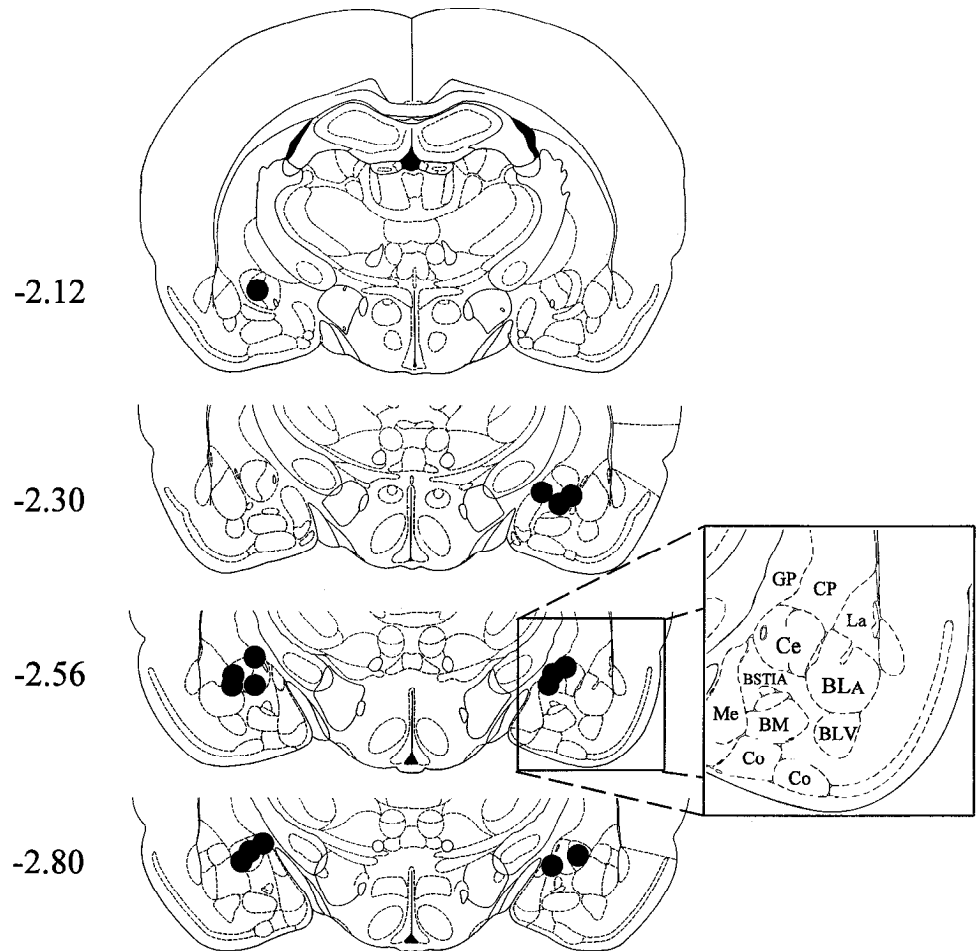 -2.12
-2.30
-2.56
-2.80
GP CP
La
Ce
BSTIA BLA
Me BM BLV
Co Co